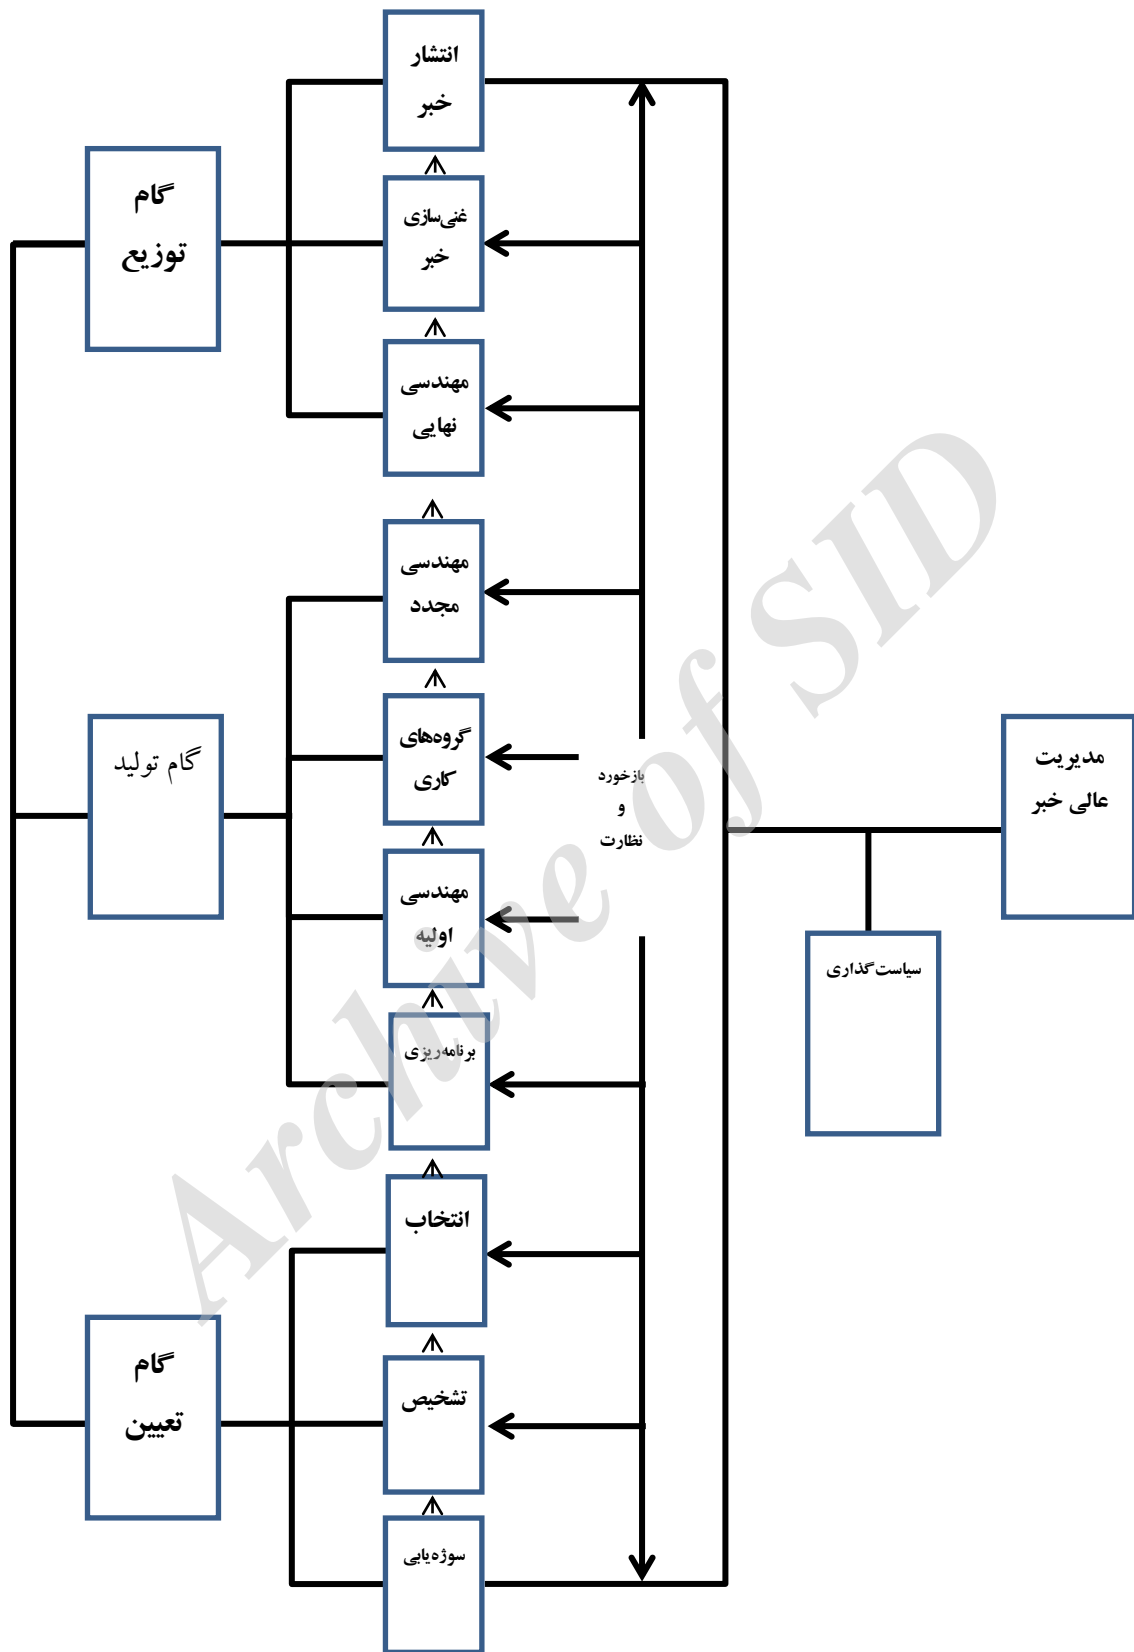 انتشار
خبر
گام
توزیع
غنی‌سازی
خبر
مهندسی
نهایی
مهندسی
مجدد
گروه‌های
کاری
گام تولید
بازخورد
و
نظارت
مدیریت
عالی خبر
مهندسی
اولیه
سیاست‌گذاری
برنامه‌ریزی
انتخاب
گام
تعیین
تشخیص
سوژه‌یابی
Archive of SID